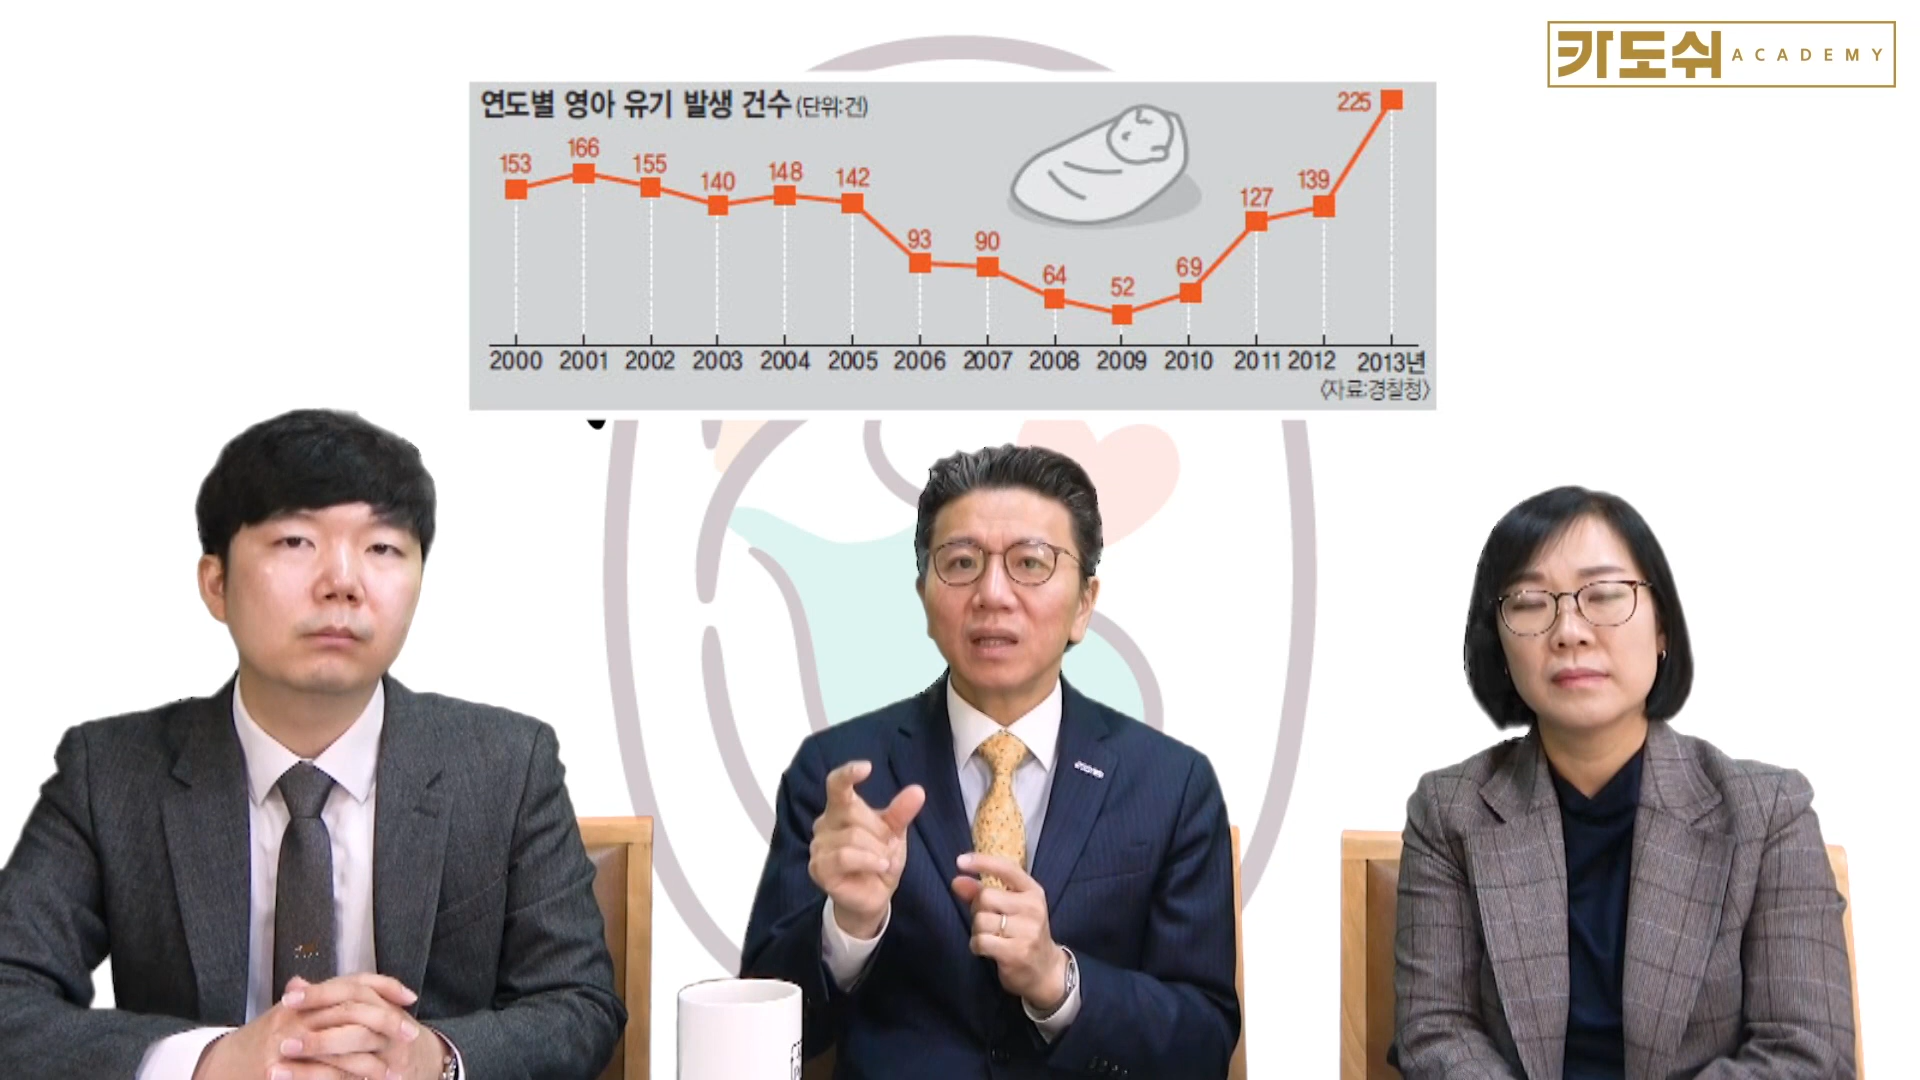 카도쉬 ACADEMY
연도별 영아 유기 발생 건수 (단위:건)
153 166 155 140 148 142 93 90 64 52 69 127 139 225
2000 2001 2002 2003 2004 2005 2006 2007 2008 2009 2010 2011 2012 2013년
〈자료:경찰청〉